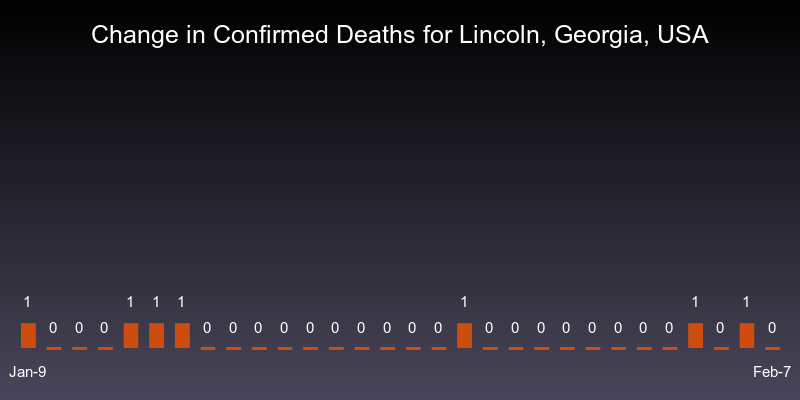 Change in Confirmed Deaths for Lincoln, Georgia, USA
1 0 0 0 1 1 1 0 0 0 0 0 0 0 0 0 0 1 0 0 0 0 0 0 0 0 1 0 1 0
Jan-9 Feb-7